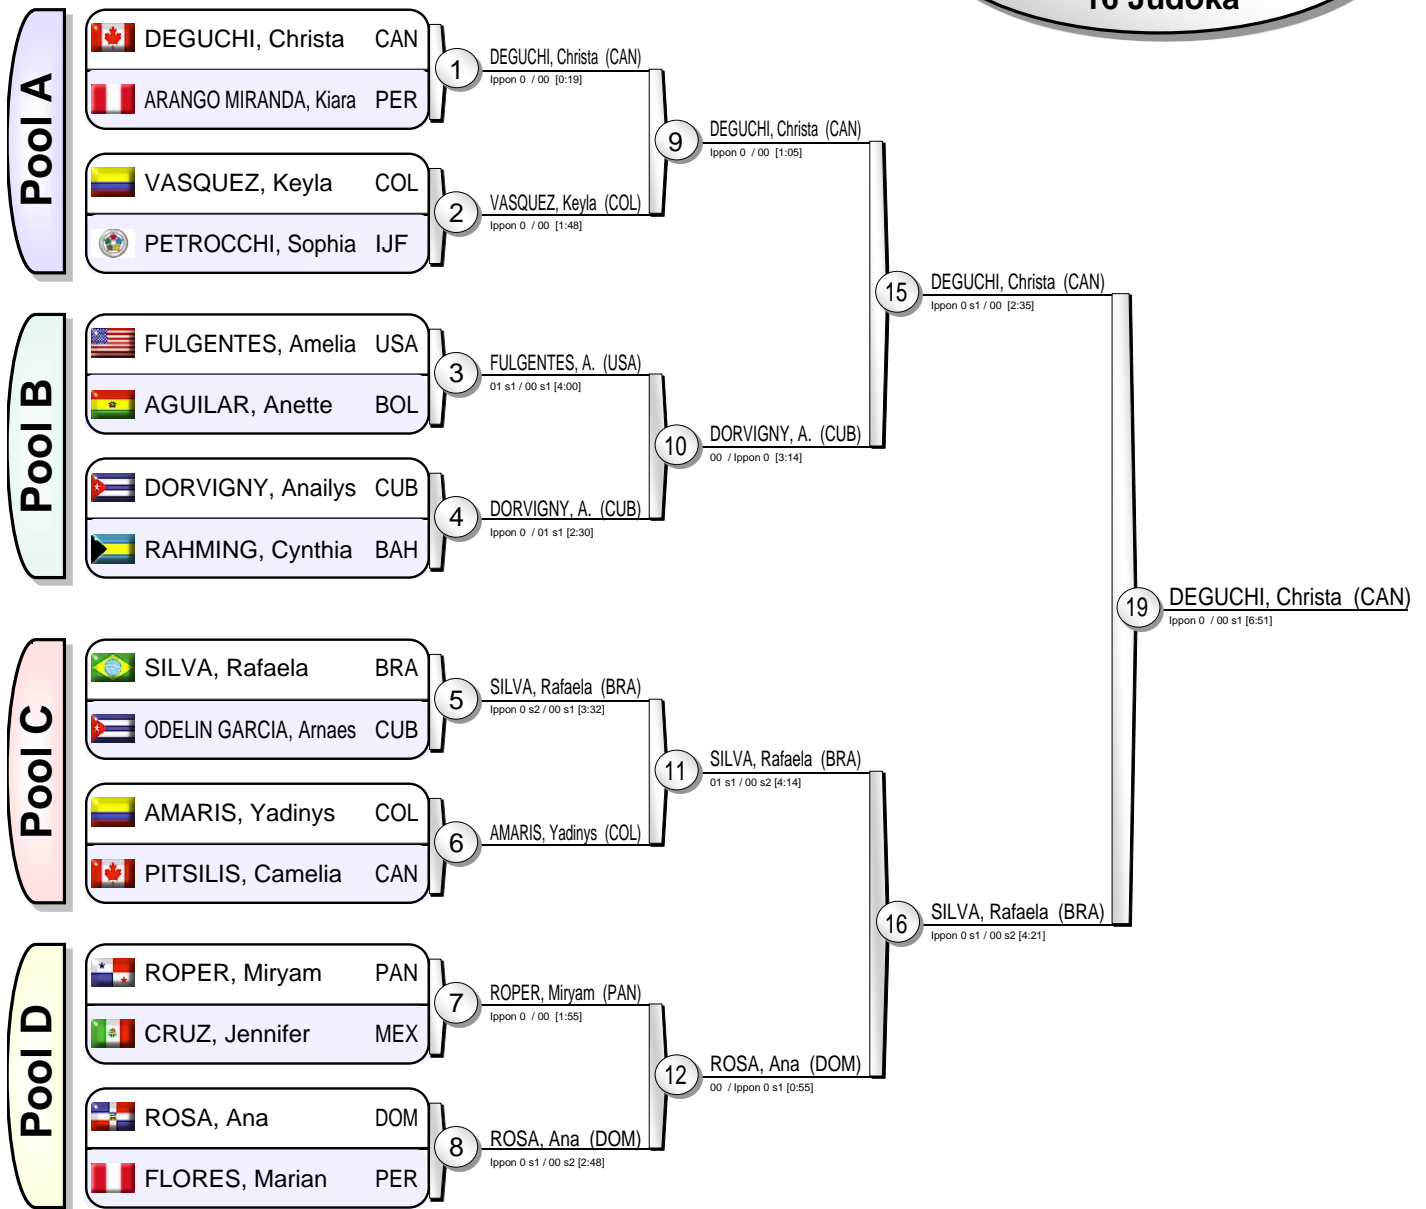 16 Judoka
Pool A
DEGUCHI, Christa CAN
ARANGO MIRANDA, Kiara PER
VASQUEZ, Keyla COL
PETROCCHI, Sophia IJF
1
DEGUCHI, Christa (CAN)
Ippon 0 / 00 [0:19]
2
VASQUEZ, Keyla (COL)
Ippon 0 / 00 [1:48]
9
DEGUCHI, Christa (CAN)
Ippon 0 / 00 [1:05]
Pool B
FULGENTES, Amelia USA
AGUILAR, Anette BOL
DORVIGNY, Anailys CUB
RAHMING, Cynthia BAH
3
FULGENTES, A. (USA)
01 s1 / 00 s1 [4:00]
4
DORVIGNY, A. (CUB)
Ippon 0 / 01 s1 [2:30]
10
DORVIGNY, A. (CUB)
00 / Ippon 0 [3:14]
15
DEGUCHI, Christa (CAN)
Ippon 0 s1 / 00 [2:35]
Pool C
SILVA, Rafaela BRA
ODELIN GARCIA, Arnaes CUB
AMARIS, Yadinys COL
PITSILIS, Camelia CAN
5
SILVA, Rafaela (BRA)
Ippon 0 s2 / 00 s1 [3:32]
6
AMARIS, Yadinys (COL)
11
SILVA, Rafaela (BRA)
01 s1 / 00 s2 [4:14]
Pool D
ROPER, Miryam PAN
CRUZ, Jennifer MEX
ROSA, Ana DOM
FLORES, Marian PER
7
ROPER, Miryam (PAN)
Ippon 0 / 00 [1:55]
8
ROSA, Ana (DOM)
Ippon 0 s1 / 00 s2 [2:48]
12
ROSA, Ana (DOM)
00 / Ippon 0 s1 [0:55]
16
SILVA, Rafaela (BRA)
Ippon 0 s1 / 00 s2 [4:21]
19
DEGUCHI, Christa (CAN)
Ippon 0 / 00 s1 [6:51]